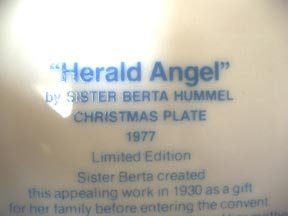 "Herald Angel"
by SISTER BERTA HUMMEL
CHRISTMAS PLATE
1977
Limited Edition
Sister Berta created
this appealing work in 1930 as a gift
for her family before entering the convent.